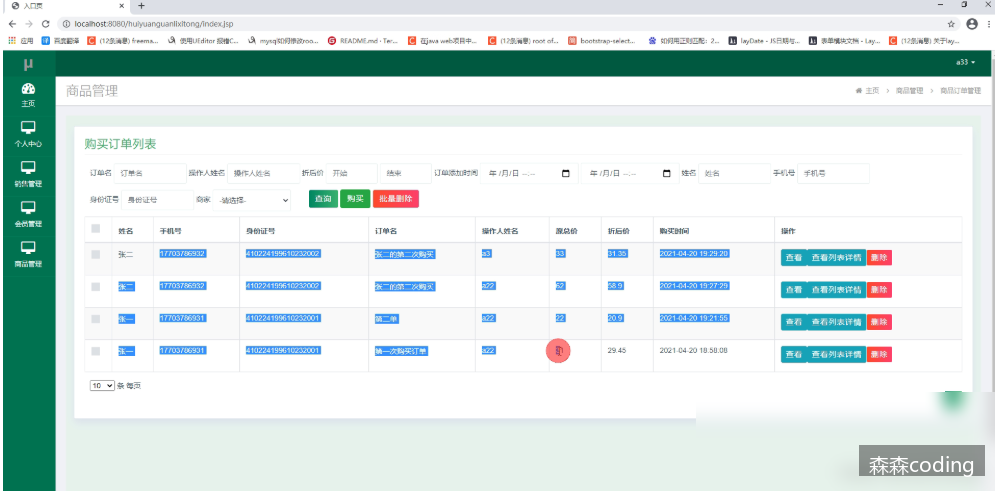 入口页
localhost:8080/huiyuanguanlixitong/index.jsp
应用 百度翻译 (12条消息) freema... 使用UEditor 报错C... mysql如何修改roo... README.md · Ter... 在java web项目中... (12条消息) root of... bootstrap-select... 如何用正则匹配：2... layDate - JS日期与... 表单模块文档 - Lay... (12条消息) 关于lay...
μ
a33
主页
个人中心
销售管理
会员管理
商品管理
商品管理
主页 > 商品管理 > 商品订单管理
购买订单列表
订单名 订单名 操作人姓名 操作人姓名 折后价 开始 结束 订单添加时间 年 /月/日 --:-- 年 /月/日 --:-- 姓名 姓名 手机号 手机号
身份证号 身份证号 商家 -请选择- 查询 购买 批量删除
姓名 手机号 身份证号 订单名 操作人姓名 原总价 折后价 购买时间 操作
张二 17703786932 410224199610232002 张二的第二次购买 a3 33 31.35 2021-04-20 19:29:20 查看 查看列表详情 删除
张二 17703786932 410224199610232002 张二的第二次购买 a22 62 58.9 2021-04-20 19:27:29 查看 查看列表详情 删除
张一 17703786931 410224199610232001 第二单 a22 22 20.9 2021-04-20 19:21:55 查看 查看列表详情 删除
张一 17703786931 410224199610232001 第一次购买订单 a22 29.45 2021-04-20 18:58:08 查看 查看列表详情 删除
10 条 每页
森森coding